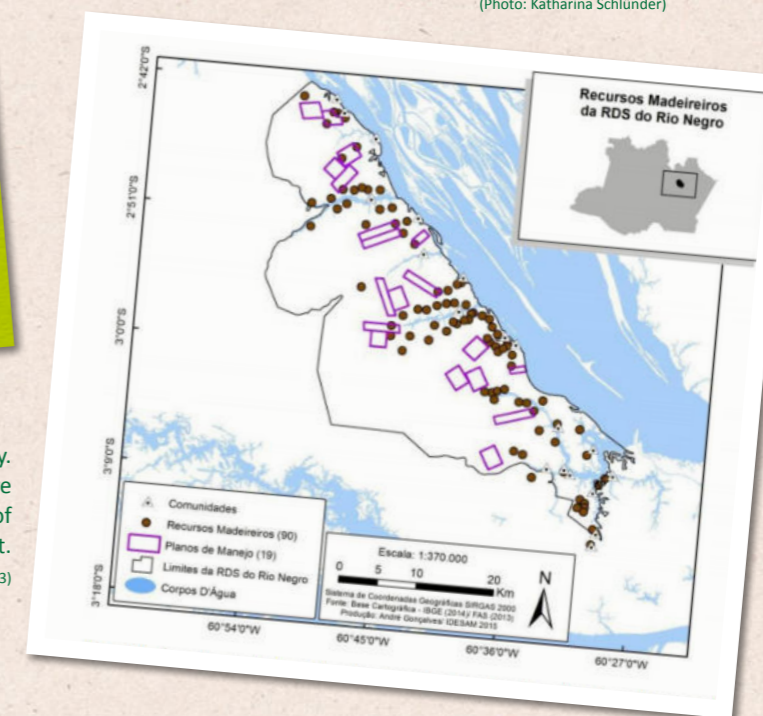 (Photo: Katharina Schlünder)
Recursos Madeireiros
da RDS do Rio Negro
2°42'0"S
2°51'0"S
3°0'0"S
3°9'0"S
3°18'0"S
y.
e
of
t.
3)
Comunidades
Recursos Madeireiros (90)
Planos de Manejo (19)
Limites da RDS do Rio Negro
Corpos D'Água
Escala: 1:370.000
0 5 10 20
Km
N
Sistema de Coordenadas Geográficas SIRGAS 2000
Fonte: Base Cartográfica - IBGE (2014)/ FAS (2013)
Produção: André Gonçalves/ IDESAM 2015
60°54'0"W
60°45'0"W
60°36'0"W
60°27'0"W